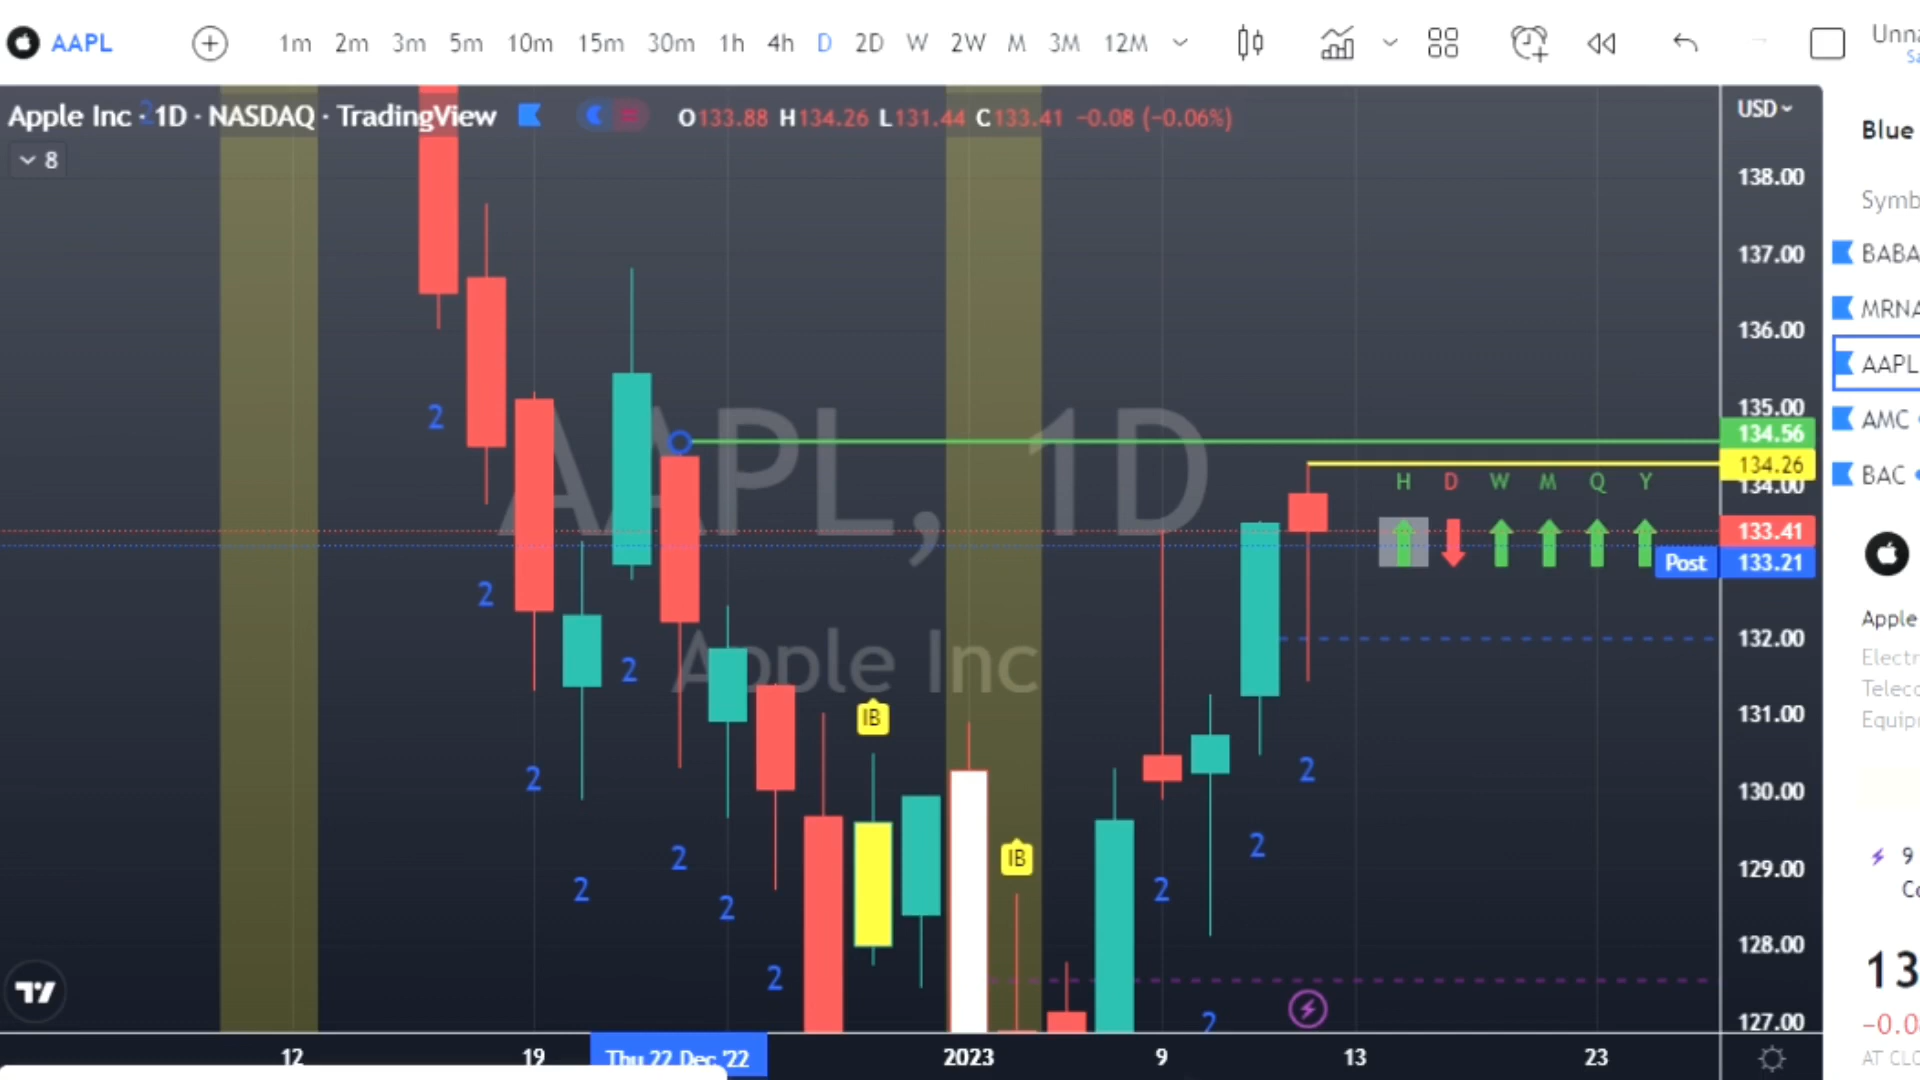 AAPL 1m 2m 3m 5m 10m 15m 30m 1h 4h D 2D W 2W M 3M 12M
Apple Inc · 1D · NASDAQ · TradingView O133.88 H134.26 L131.44 C133.41 −0.08 (−0.06%)
8
USD
138.00
137.00
136.00
135.00
134.56
134.26
134.00
133.41
Post 133.21
132.00
131.00
130.00
129.00
128.00
127.00
AAPL, 1D
Apple Inc
H D W M Q Y
2
2
2
2
2
2
2
2
2
2
2
2
2
IB
IB
12 19 Thu 22 Dec '22 2023 9 13 23
Blue
BABA
MRNA
AAPL
AMC
BAC
Apple
9
13